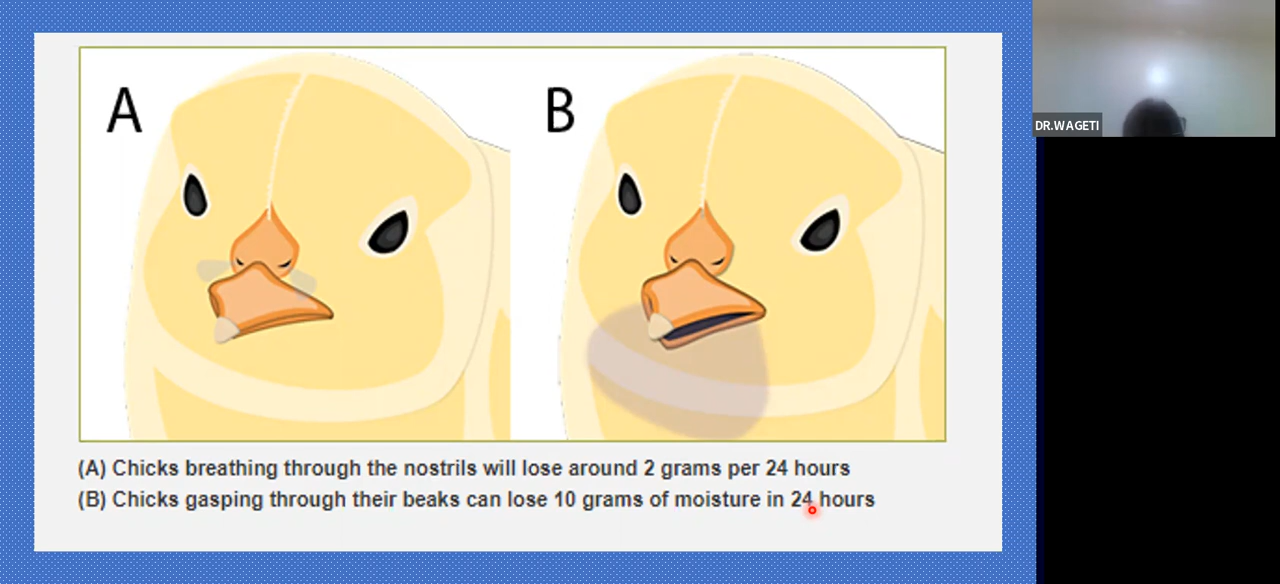 A
B
DR.WAGETI
(A) Chicks breathing through the nostrils will lose around 2 grams per 24 hours
(B) Chicks gasping through their beaks can lose 10 grams of moisture in 24 hours